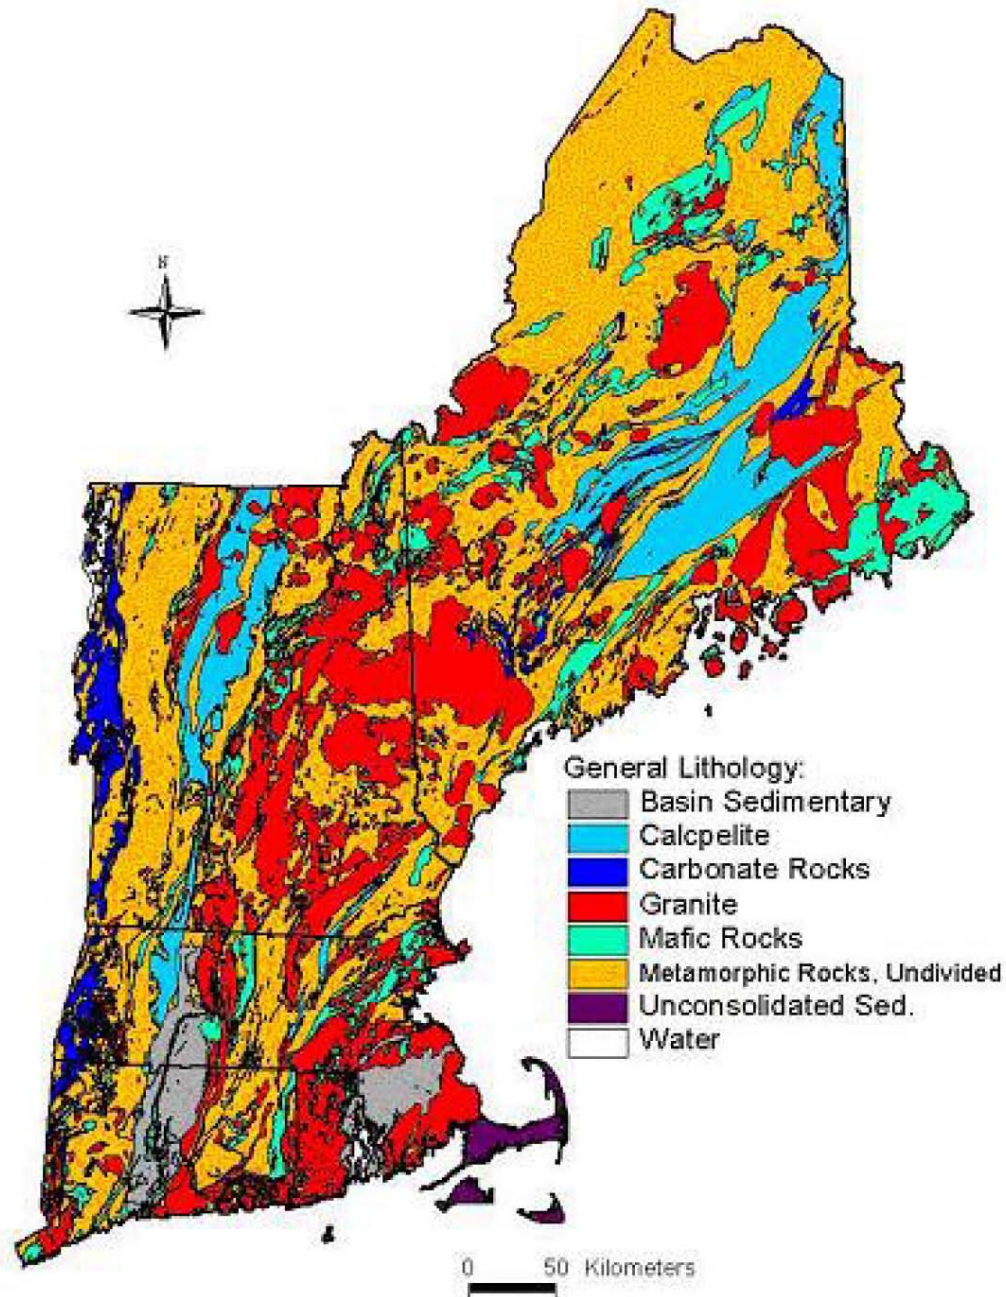 N
General Lithology:
Basin Sedimentary
Calcpelite
Carbonate Rocks
Granite
Mafic Rocks
Metamorphic Rocks, Undivided
Unconsolidated Sed.
Water
0 50 Kilometers